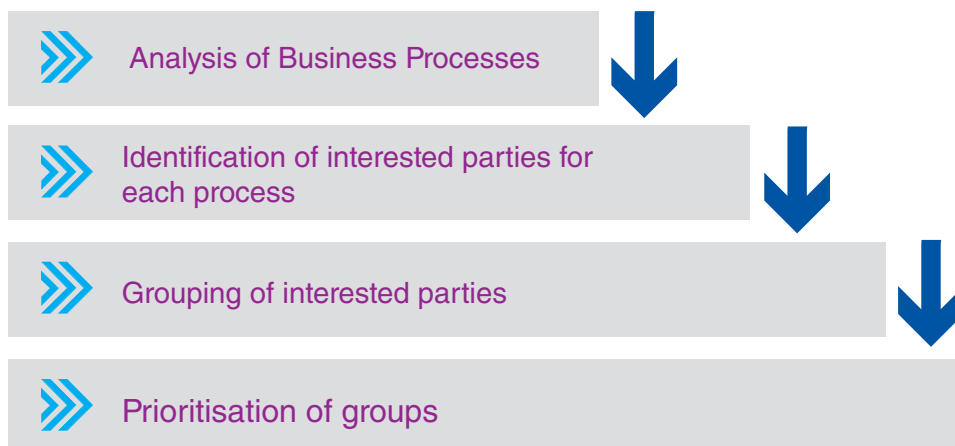 Analysis of Business Processes
Identification of interested parties for
each process
Grouping of interested parties
Prioritisation of groups